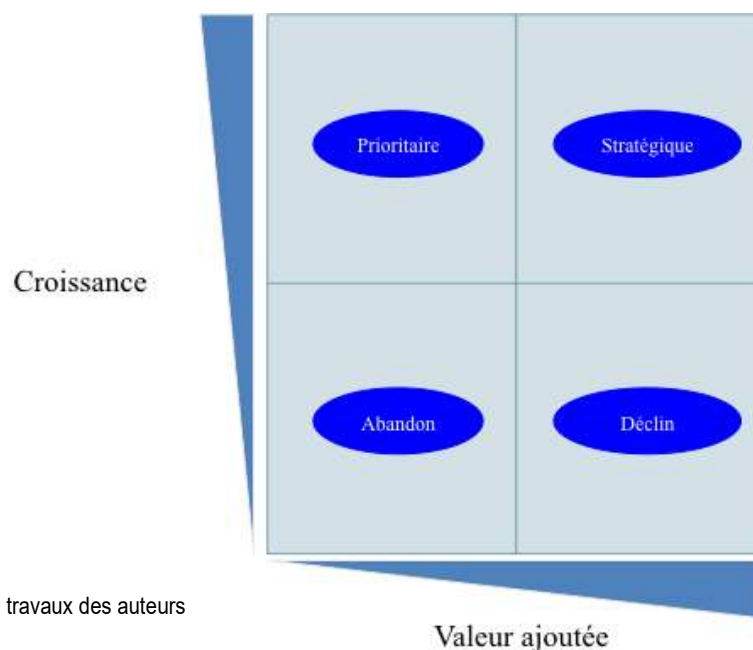 Prioritaire
Stratégique
Croissance
Abandon
Déclin
travaux des auteurs
Valeur ajoutée